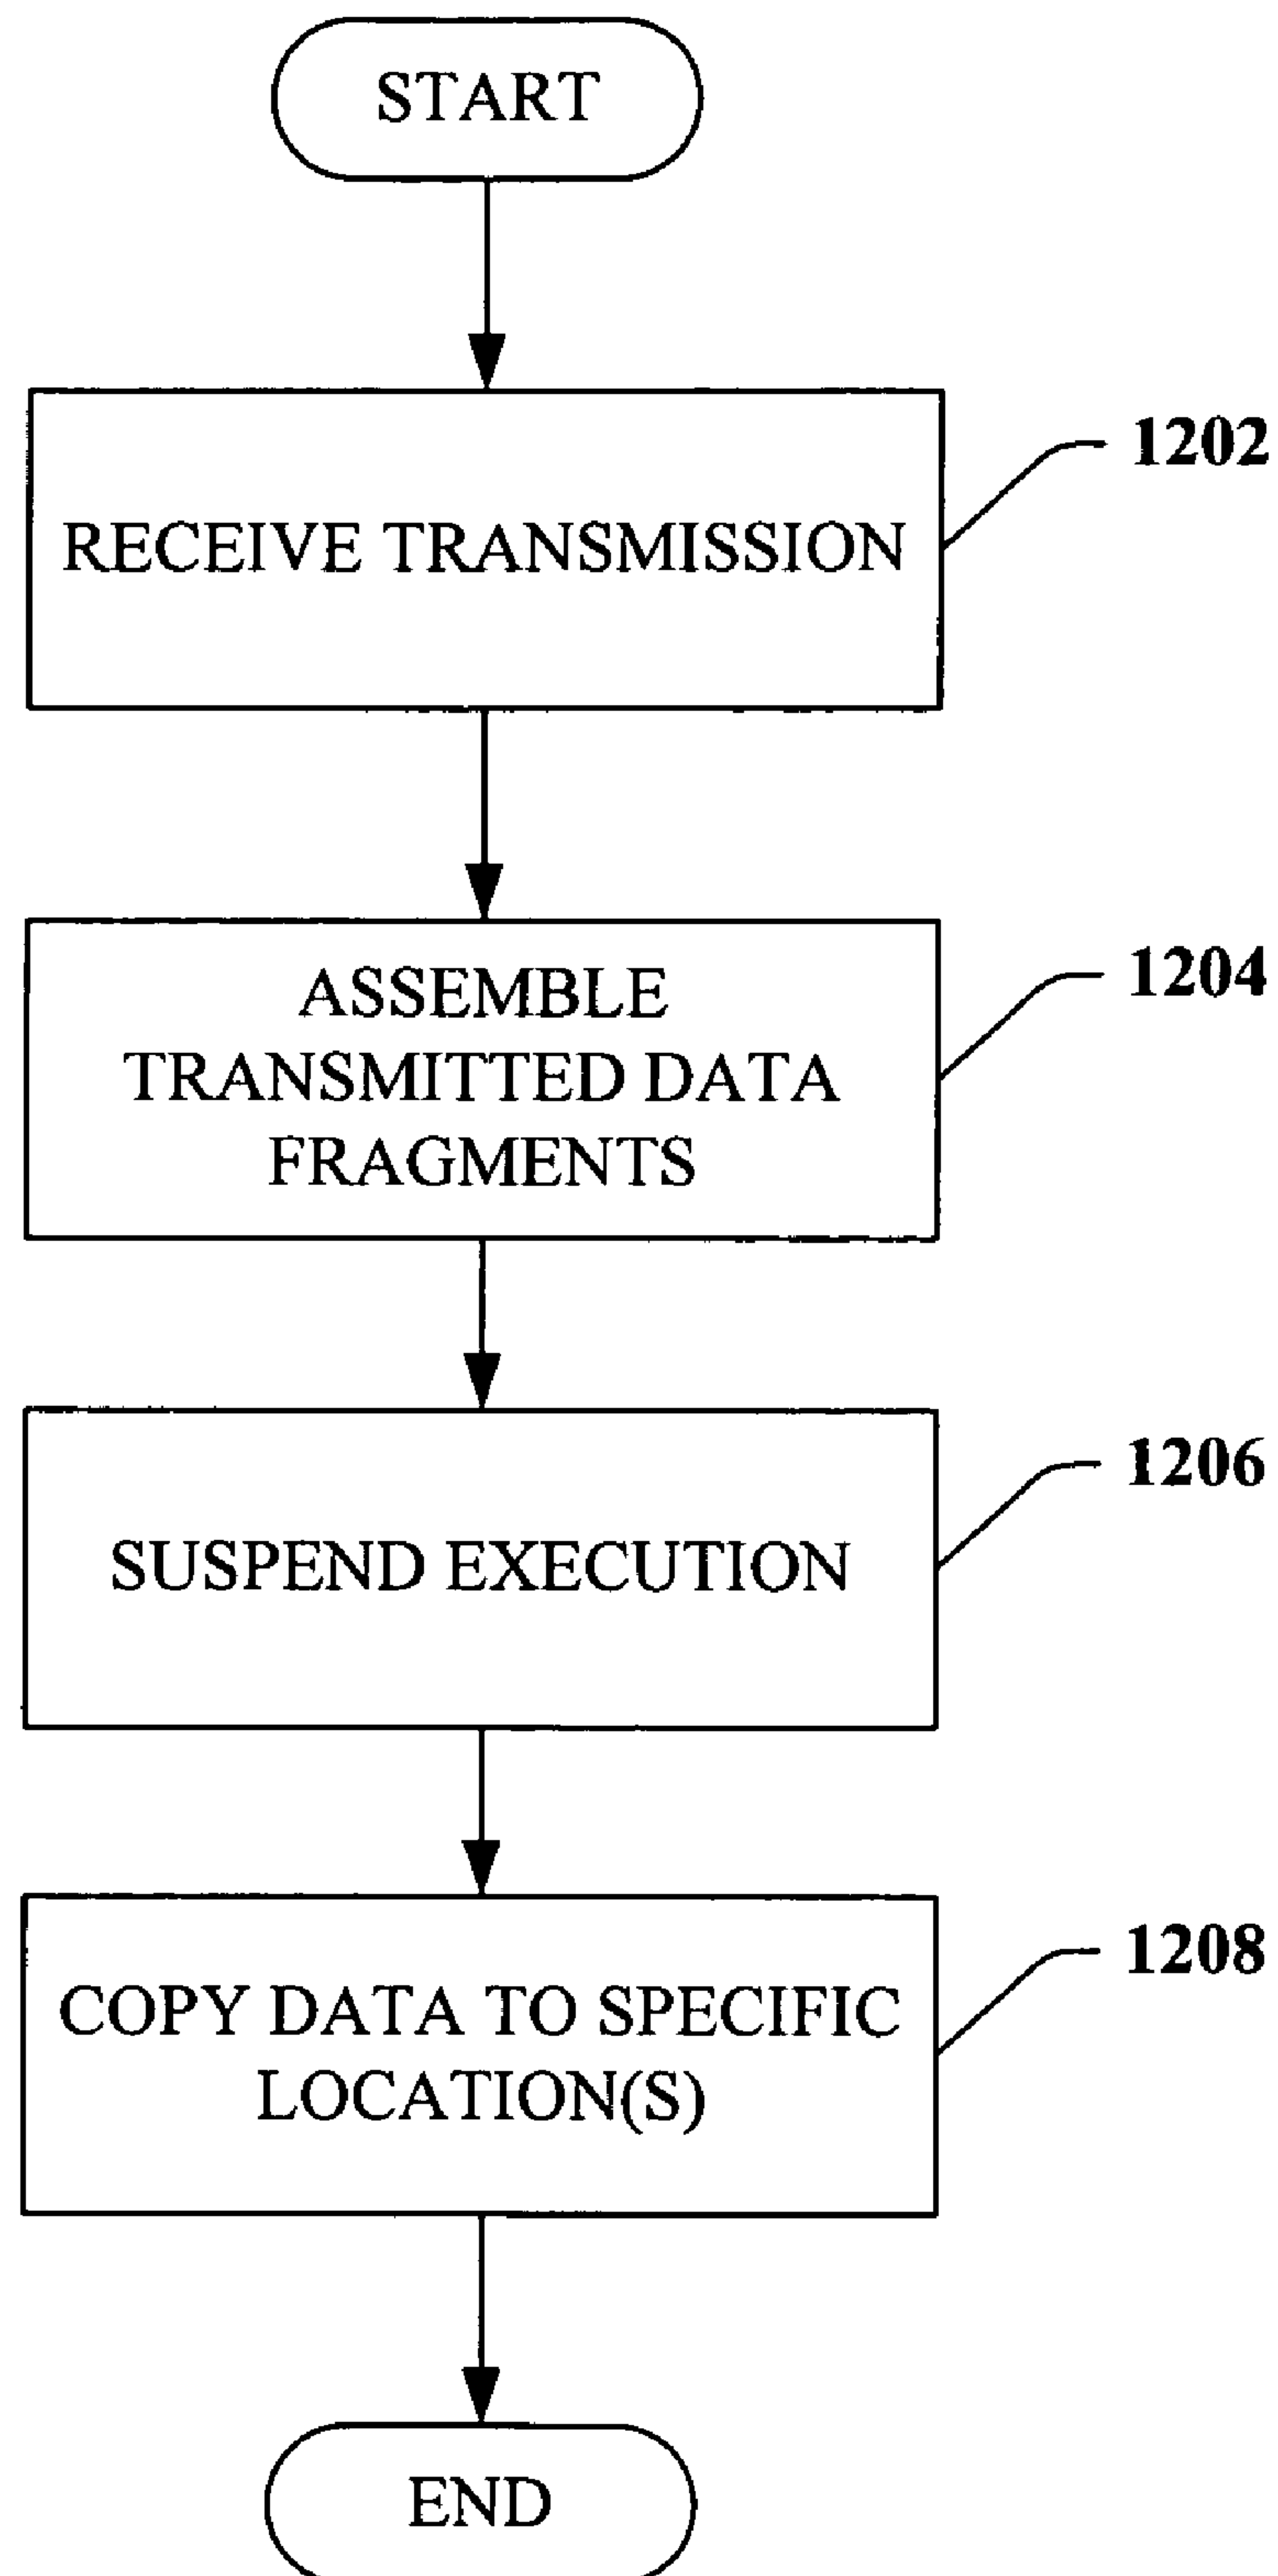 START
RECEIVE TRANSMISSION
1202
ASSEMBLE
TRANSMITTED DATA
FRAGMENTS
1204
SUSPEND EXECUTION
1206
COPY DATA TO SPECIFIC
LOCATION(S)
1208
END